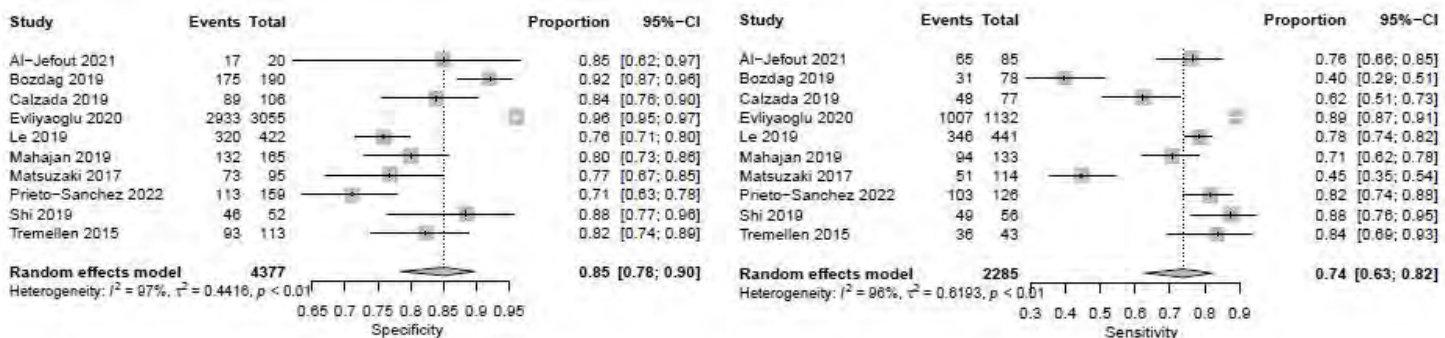 Study Events Total Proportion 95%−CI
Al−Jefout 2021 17 20 0.85 [0.62; 0.97]
Bozdag 2019 175 190 0.92 [0.87; 0.96]
Calzada 2019 89 106 0.84 [0.76; 0.90]
Evliyaoglu 2020 2933 3055 0.96 [0.95; 0.97]
Le 2019 320 422 0.76 [0.71; 0.80]
Mahajan 2019 132 165 0.80 [0.73; 0.86]
Matsuzaki 2017 73 95 0.77 [0.67; 0.85]
Prieto−Sanchez 2022 113 159 0.71 [0.63; 0.78]
Shi 2019 46 52 0.88 [0.77; 0.96]
Tremellen 2015 93 113 0.82 [0.74; 0.89]
Random effects model 4377 0.85 [0.78; 0.90]
Heterogeneity: I² = 97%, τ² = 0.4416, p < 0.01
0.65 0.7 0.75 0.8 0.85 0.9 0.95
Specificity
Study Events Total Proportion 95%−CI
Al−Jefout 2021 65 85 0.76 [0.66; 0.85]
Bozdag 2019 31 78 0.40 [0.29; 0.51]
Calzada 2019 48 77 0.62 [0.51; 0.73]
Evliyaoglu 2020 1007 1132 0.89 [0.87; 0.91]
Le 2019 346 441 0.78 [0.74; 0.82]
Mahajan 2019 94 133 0.71 [0.62; 0.78]
Matsuzaki 2017 51 114 0.45 [0.35; 0.54]
Prieto−Sanchez 2022 103 126 0.82 [0.74; 0.88]
Shi 2019 49 56 0.88 [0.76; 0.95]
Tremellen 2015 36 43 0.84 [0.69; 0.93]
Random effects model 2285 0.74 [0.63; 0.82]
Heterogeneity: I² = 96%, τ² = 0.6193, p < 0.01
0.3 0.4 0.5 0.6 0.7 0.8 0.9
Sensitivity